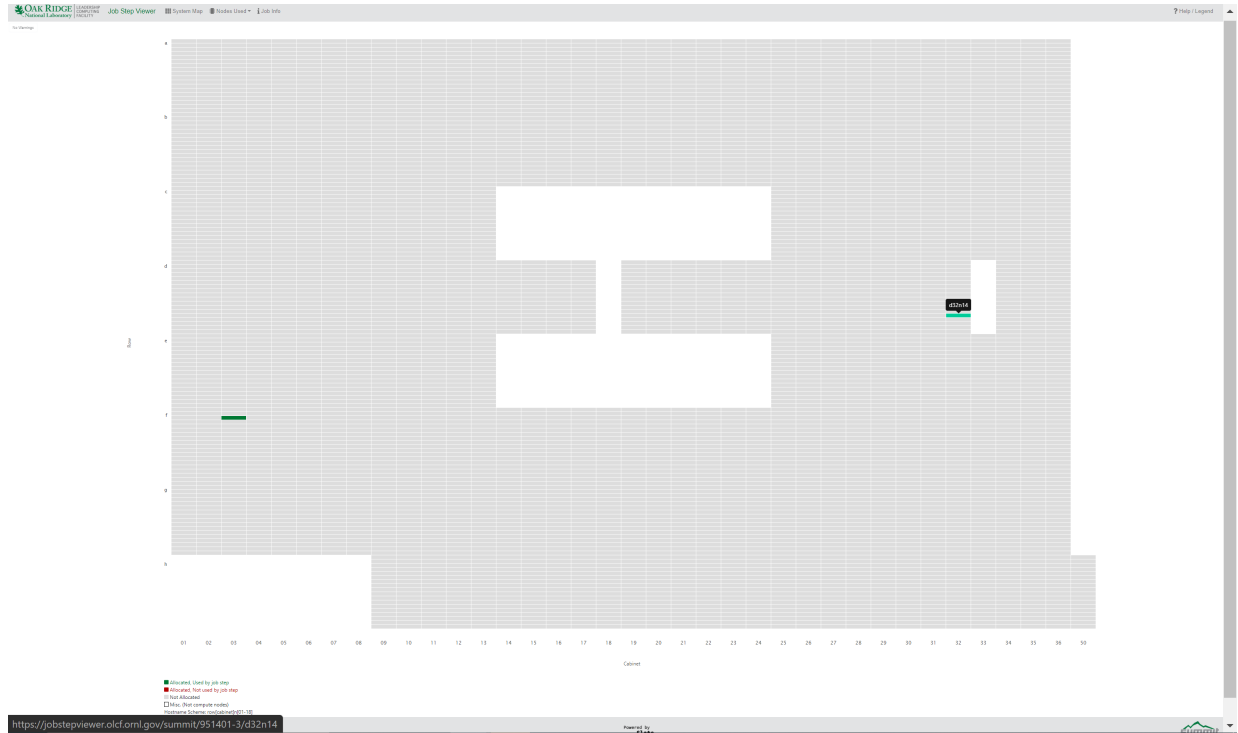 OAK RIDGE National Laboratory LEADERSHIP COMPUTING FACILITY Job Step Viewer System Map Nodes Used i Job Info ? Help / Legend
No Warnings
a
b
c
d
d32n14
e
Row
f
g
h
01 02 03 04 05 06 07 08 09 10 11 12 13 14 15 16 17 18 19 20 21 22 23 24 25 26 27 28 29 30 31 32 33 34 35 36 50
Cabinet
Allocated, Used by job step
Allocated, Not used by job step
Not Allocated
Misc. (Not compute nodes)
Hostname Scheme: row[cabinet]n[01-18]
https://jobstepviewer.olcf.ornl.gov/summit/951401-3/d32n14
Powered by
Slate
SUMMIT